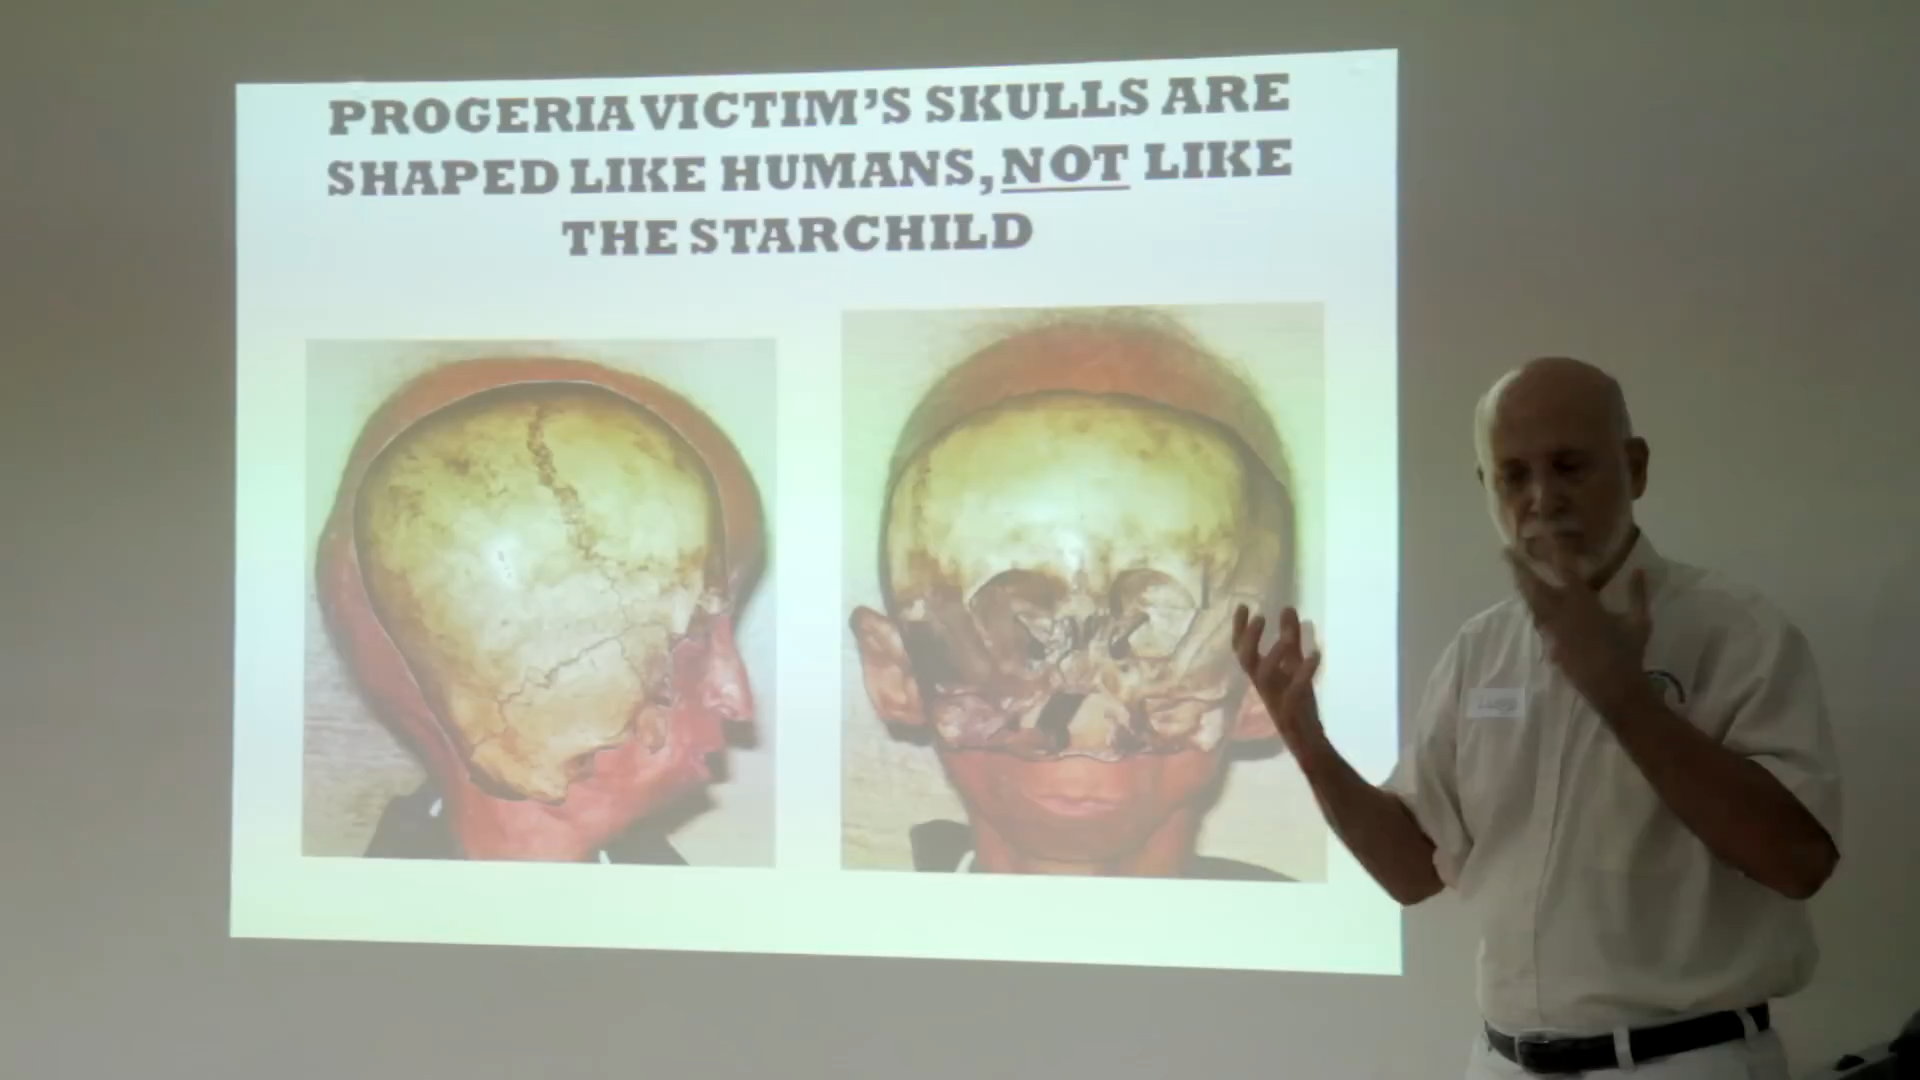 PROGERIA VICTIM'S SKULLS ARE
SHAPED LIKE HUMANS, NOT LIKE
THE STARCHILD